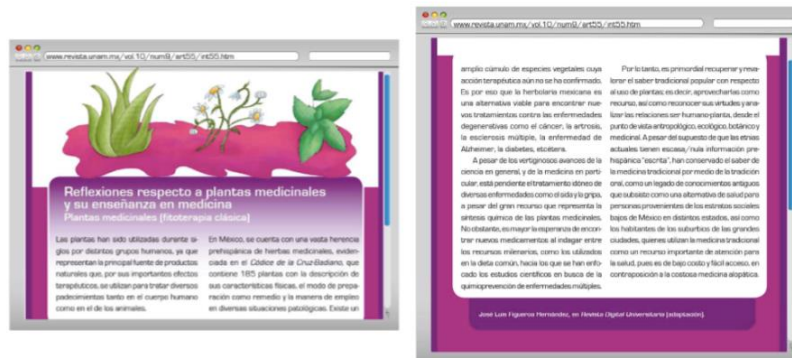 www.revista.unam.mx/vol.10/num9/art55/int55.htm
Reflexiones respecto a plantas medicinales
y su enseñanza en medicina
Plantas medicinales (fitoterapia clásica)
Las plantas han sido utilizadas durante si-
glos por distintos grupos humanos, ya que
representan la principal fuente de productos
naturales que, por sus importantes efectos
terapéuticos, se utilizan para tratar diversos
padecimientos tanto en el cuerpo humano
como en el de los animales.
En México, se cuenta con una vasta herencia
prehispánica de hierbas medicinales, eviden-
ciada en el Códice de la Cruz-Badiano, que
contiene 185 plantas con la descripción de
sus características físicas, el modo de prepa-
ración como remedio y la manera de empleo
en diversas situaciones patológicas. Existe un
www.revista.unam.mx/vol.10/num9/art55/int55.htm
amplio cúmulo de especies vegetales cuya
acción terapéutica aún no se ha confirmado.
Es por eso que la herbolaria mexicana es
una alternativa viable para encontrar nue-
vos tratamientos contra las enfermedades
degenerativas como el cáncer, la artrosis,
la esclerosis múltiple, la enfermedad de
Alzheimer, la diabetes, etcétera.
A pesar de los vertiginosos avances de la
ciencia en general, y de la medicina en parti-
cular, está pendiente el tratamiento idóneo de
diversas enfermedades como el sida y la gripa,
a pesar del gran recurso que representa la
síntesis química de las plantas medicinales.
No obstante, es mayor la esperanza de encon-
trar nuevos medicamentos al indagar entre
los recursos milenarios, como los utilizados
en la dieta común, hacia los que se han enfo-
cado los estudios científicos en busca de la
quimioprevención de enfermedades múltiples.
Por lo tanto, es primordial recuperar y reva-
lorar el saber tradicional popular con respecto
al uso de plantas; es decir, aprovecharlas como
recurso, así como reconocer sus virtudes y ana-
lizar las relaciones ser humano-planta, desde el
punto de vista antropológico, ecológico, botánico y
medicinal. A pesar del supuesto de que las etnias
actuales tienen escasa/nula información pre-
hispánica "escrita", han conservado el saber de
la medicina tradicional por medio de la tradición
oral, como un legado de conocimientos antiguos
que subsiste como una alternativa de salud para
personas provenientes de los estratos sociales
bajos de México en distintos estados, así como
los habitantes de los suburbios de las grandes
ciudades, quienes utilizan la medicina tradicional
como un recurso importante de atención para
la salud, pues es de bajo costo y fácil acceso, en
contraposición a la costosa medicina alopática.
José Luis Figueroa Hernández, en Revista Digital Universitaria (adaptación).